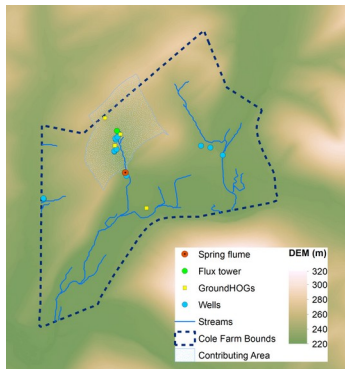 Spring flume
Flux tower
GroundHOGs
Wells
Streams
Cole Farm Bounds
Contributing Area
DEM (m)
320
300
280
260
240
220